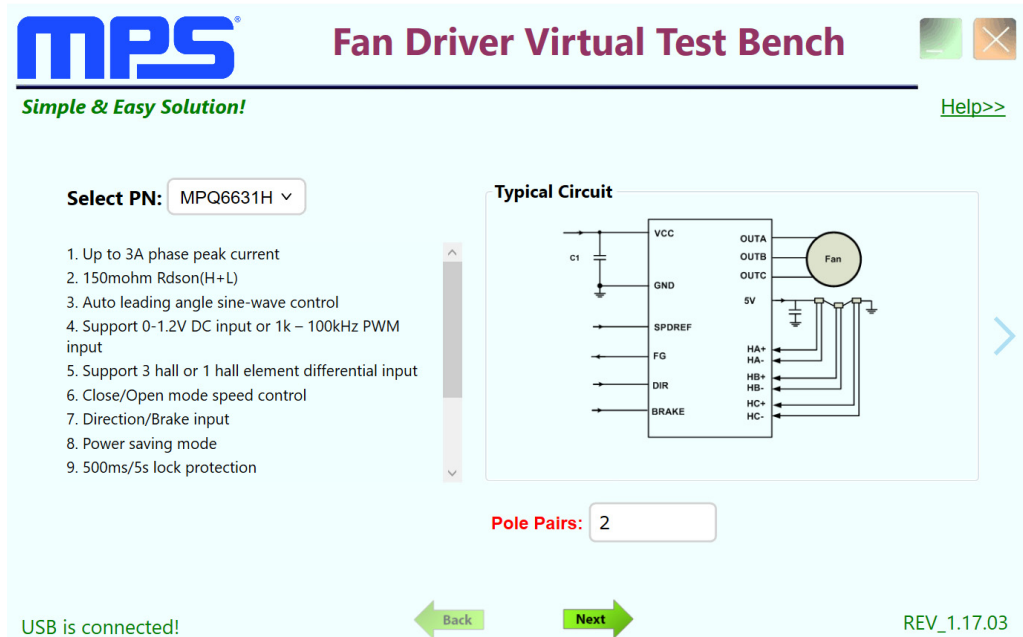 MPS®
Fan Driver Virtual Test Bench
Simple & Easy Solution!
Help>>
Select PN: MPQ6631H
1. Up to 3A phase peak current
2. 150mohm Rdson(H+L)
3. Auto leading angle sine-wave control
4. Support 0-1.2V DC input or 1k – 100kHz PWM
input
5. Support 3 hall or 1 hall element differential input
6. Close/Open mode speed control
7. Direction/Brake input
8. Power saving mode
9. 500ms/5s lock protection
Typical Circuit
VCC
OUTA
C1
OUTB
Fan
OUTC
GND
5V
SPDREF
HA+
FG
HA-
HB+
DIR
HB-
HC+
BRAKE
HC-
Pole Pairs: 2
Back
Next
USB is connected!
REV_1.17.03